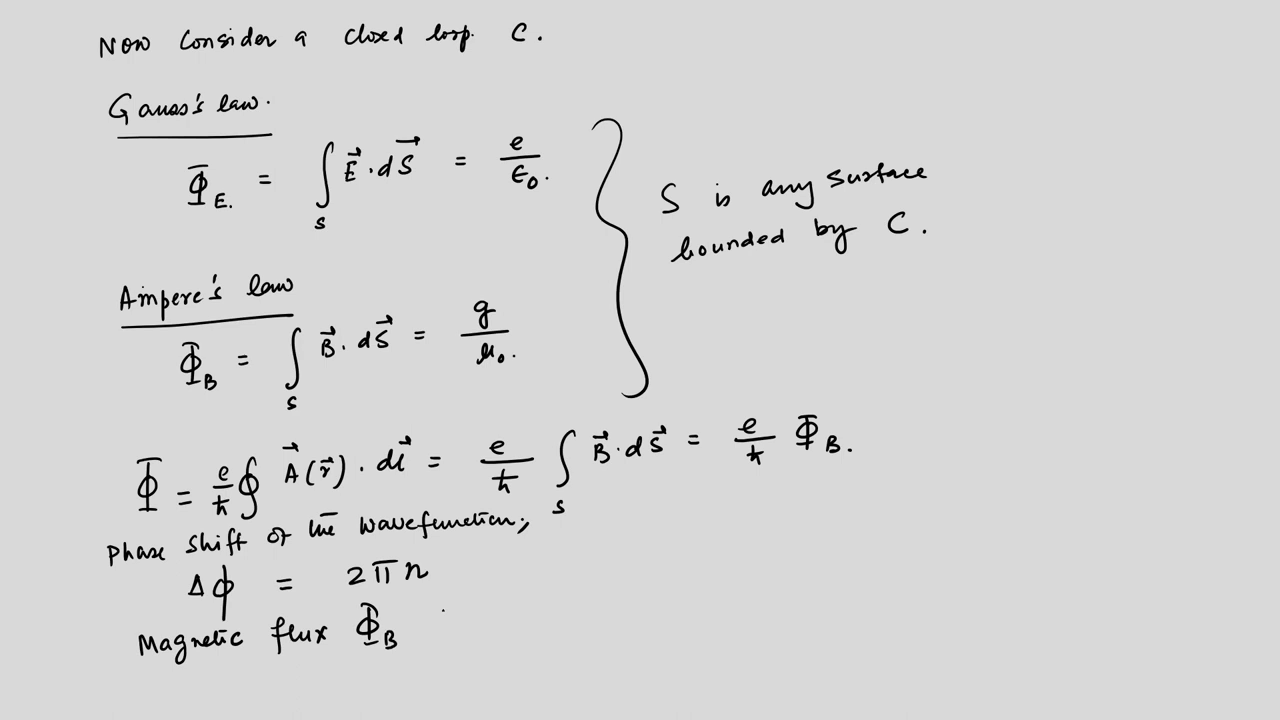 Now consider a closed loop C.
Gauss's law.
Φ_E. = ∫_S E⃗ · dS⃗ = e/ε₀.
S is any surface
bounded by C.
Ampere's law
Φ_B = ∫_S B⃗ · dS⃗ = g/μ₀.
Φ = e/ħ ∮ A⃗(r⃗) · dl⃗ = e/ħ ∫_S B⃗ · dS⃗ = e/ħ Φ_B.
Phase shift of the wavefunction;
Δϕ = 2πn
Magnetic flux Φ_B